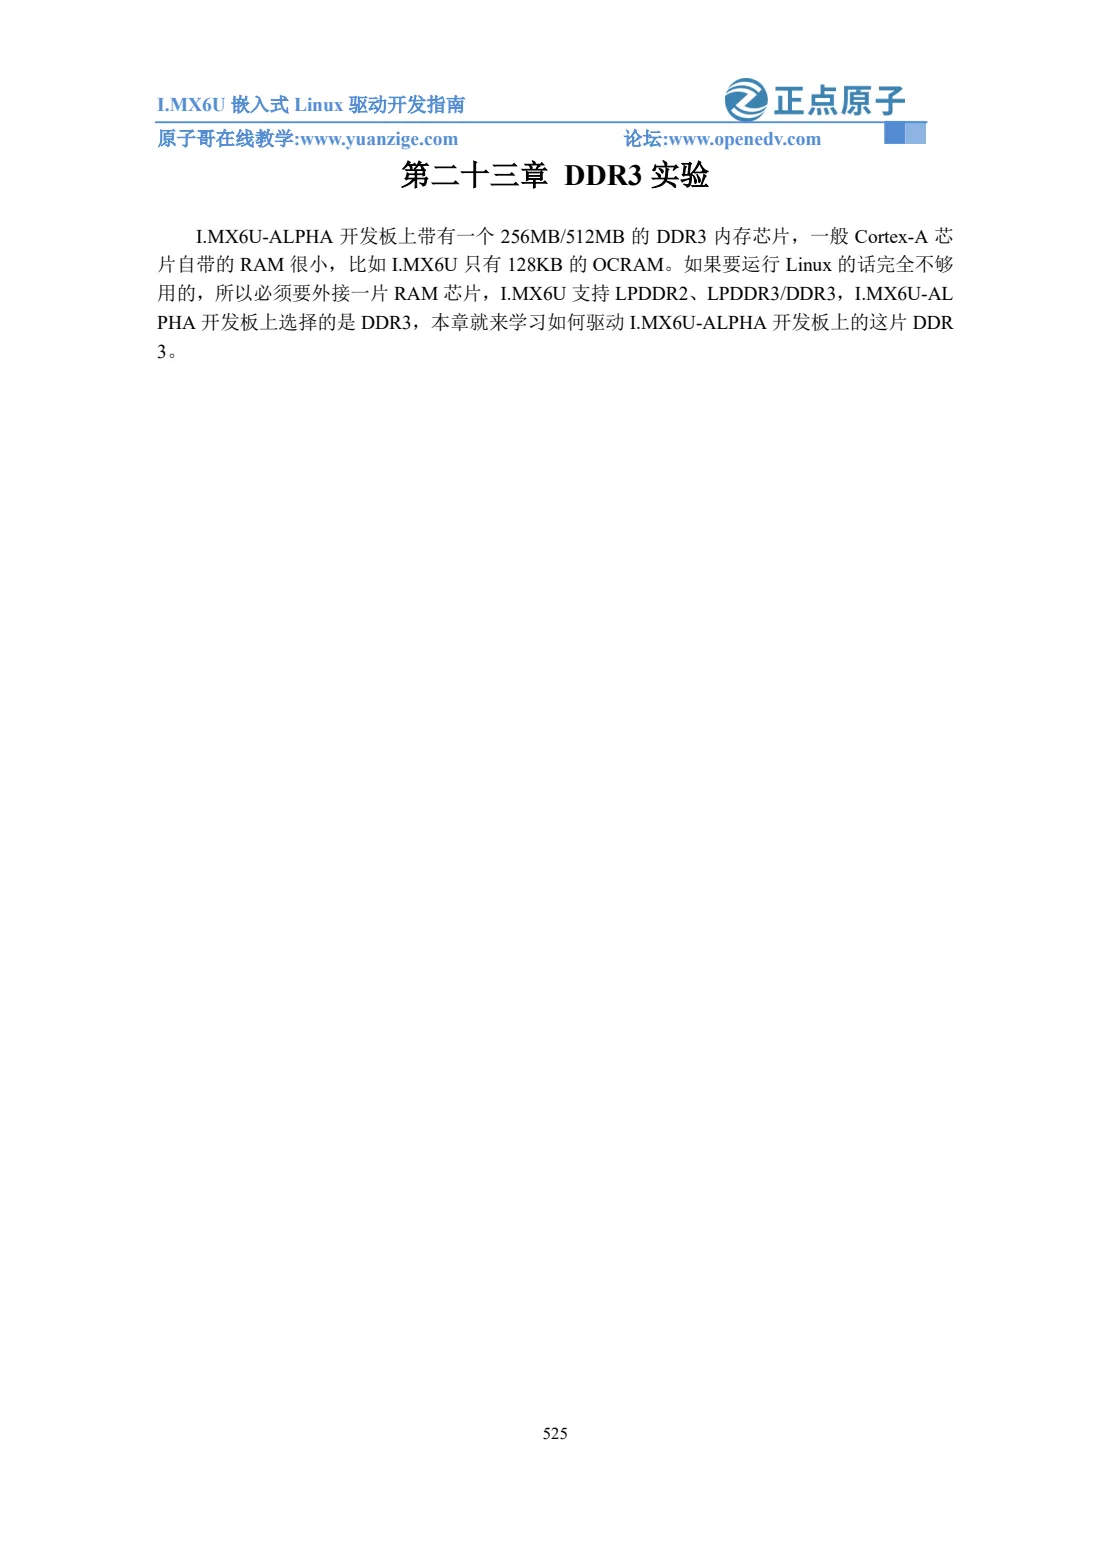 I.MX6U 嵌入式 Linux 驱动开发指南
正点原子
原子哥在线教学:www.yuanzige.com 论坛:www.openedv.com
第二十三章 DDR3 实验
I.MX6U-ALPHA 开发板上带有一个 256MB/512MB 的 DDR3 内存芯片，一般 Cortex-A 芯
片自带的 RAM 很小，比如 I.MX6U 只有 128KB 的 OCRAM。如果要运行 Linux 的话完全不够
用的，所以必须要外接一片 RAM 芯片，I.MX6U 支持 LPDDR2、LPDDR3/DDR3，I.MX6U-AL
PHA 开发板上选择的是 DDR3，本章就来学习如何驱动 I.MX6U-ALPHA 开发板上的这片 DDR
3。
525